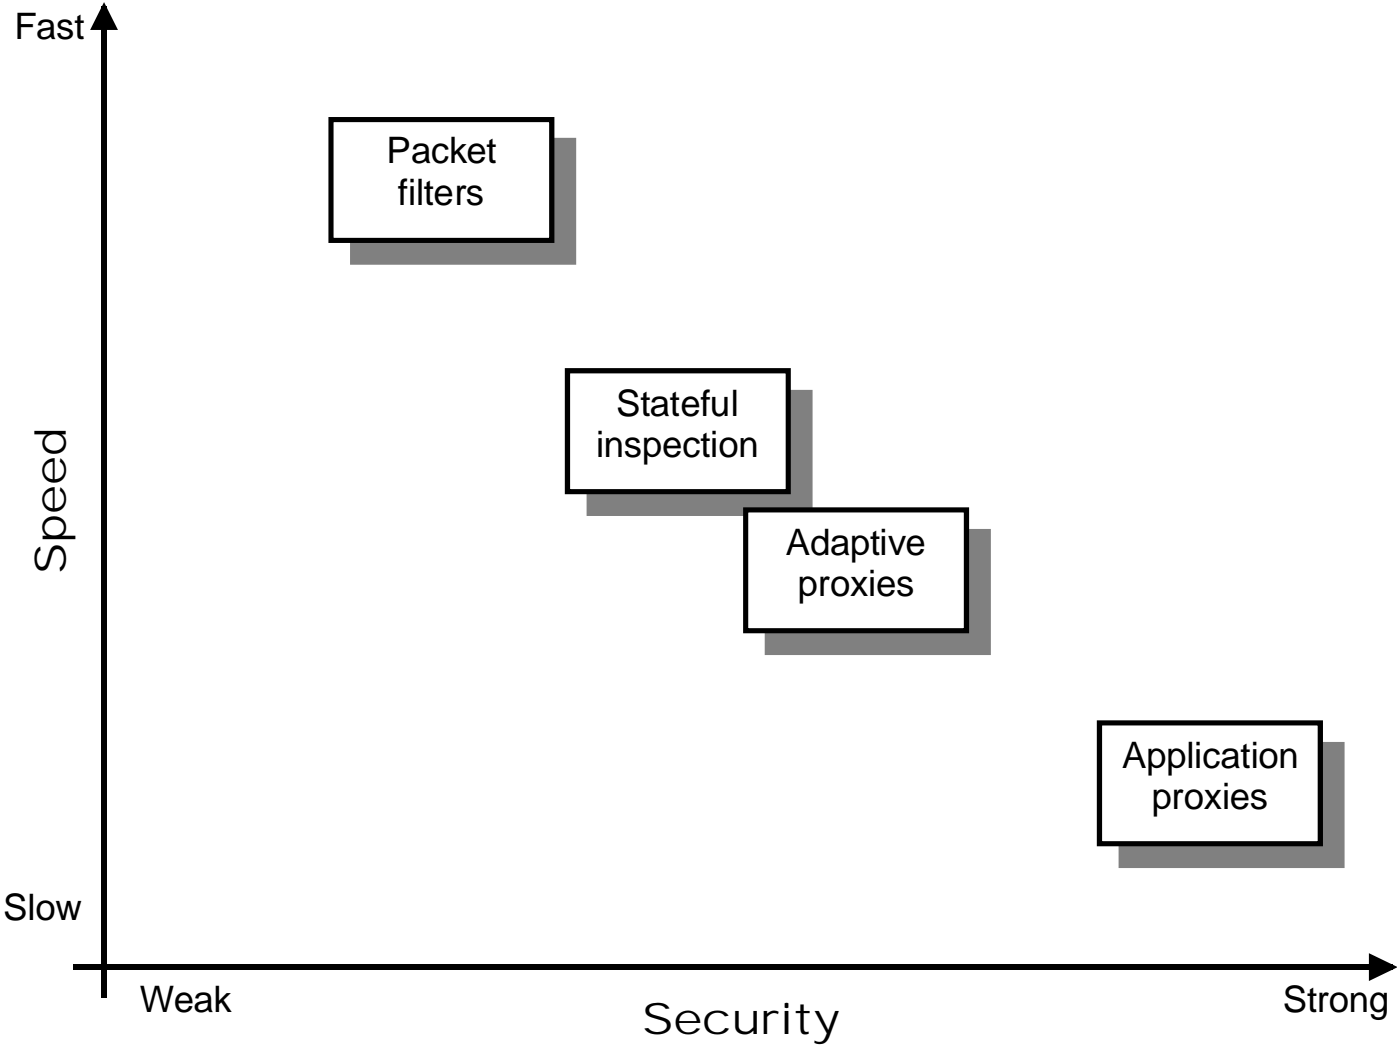 Fast
Packet
filters
Stateful
inspection
Speed
Adaptive
proxies
Application
proxies
Slow
Weak
Security
Strong